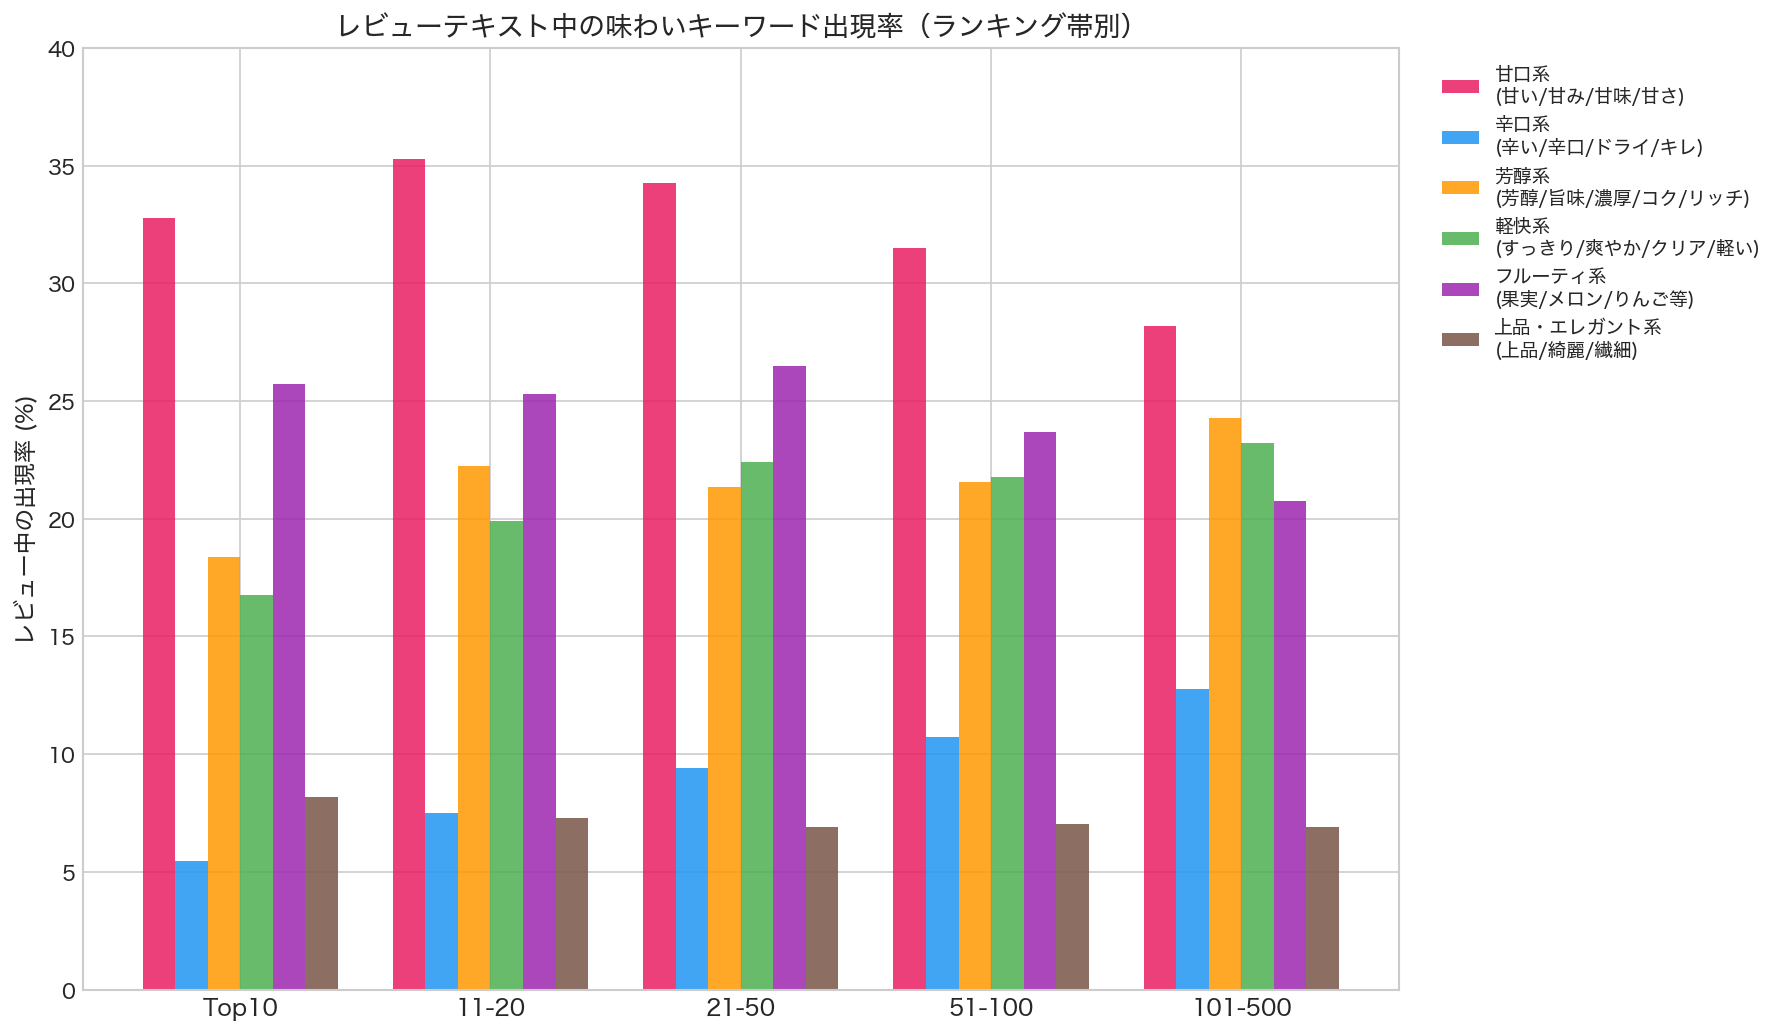 レビューテキスト中の味わいキーワード出現率（ランキング帯別）
レビュー中の出現率 (%)
40
35
30
25
20
15
10
5
0
Top10
11-20
21-50
51-100
101-500
甘口系
(甘い/甘み/甘味/甘さ)
辛口系
(辛い/辛口/ドライ/キレ)
芳醇系
(芳醇/旨味/濃厚/コク/リッチ)
軽快系
(すっきり/爽やか/クリア/軽い)
フルーティ系
(果実/メロン/りんご等)
上品・エレガント系
(上品/綺麗/繊細)